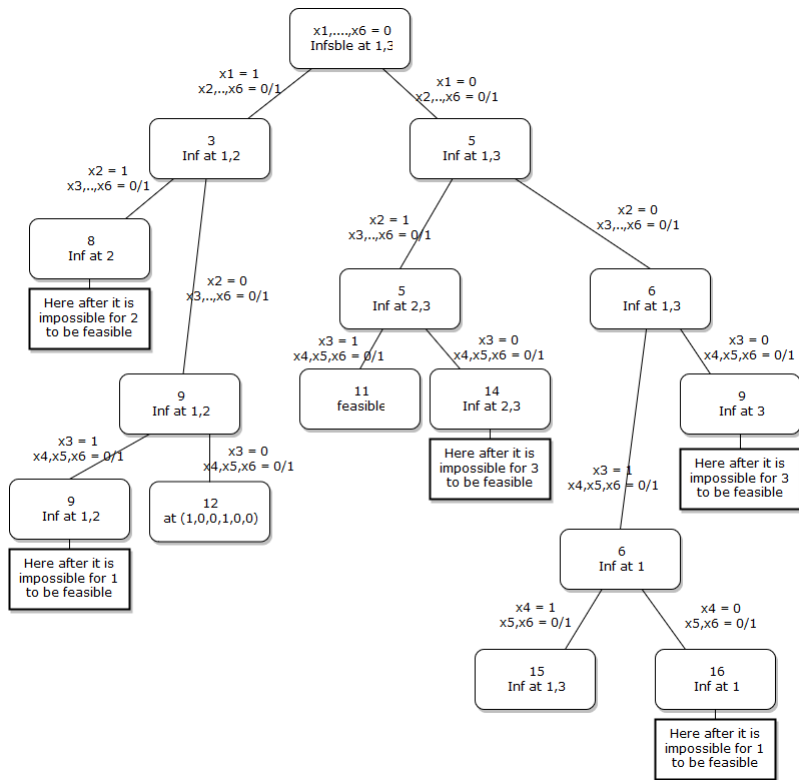 x1,....,x6 = 0
Infsble at 1,3
x1 = 1
x2,..,x6 = 0/1
x1 = 0
x2,..,x6 = 0/1
3
Inf at 1,2
5
Inf at 1,3
x2 = 1
x3,..,x6 = 0/1
x2 = 0
x3,..,x6 = 0/1
x2 = 1
x3,..,x6 = 0/1
x2 = 0
x3,..,x6 = 0/1
8
Inf at 2
Here after it is
impossible for 2
to be feasible
5
Inf at 2,3
6
Inf at 1,3
x3 = 1
x4,x5,x6 = 0/1
x3 = 0
x4,x5,x6 = 0/1
x3 = 1
x4,x5,x6 = 0/1
x3 = 0
x4,x5,x6 = 0/1
9
Inf at 1,2
11
feasible
14
Inf at 2,3
Here after it is
impossible for 3
to be feasible
9
Inf at 3
Here after it is
impossible for 3
to be feasible
x3 = 1
x4,x5,x6 = 0/1
x3 = 0
x4,x5,x6 = 0/1
9
Inf at 1,2
Here after it is
impossible for 1
to be feasible
12
at (1,0,0,1,0,0)
6
Inf at 1
x4 = 1
x5,x6 = 0/1
x4 = 0
x5,x6 = 0/1
15
Inf at 1,3
16
Inf at 1
Here after it is
impossible for 1
to be feasible